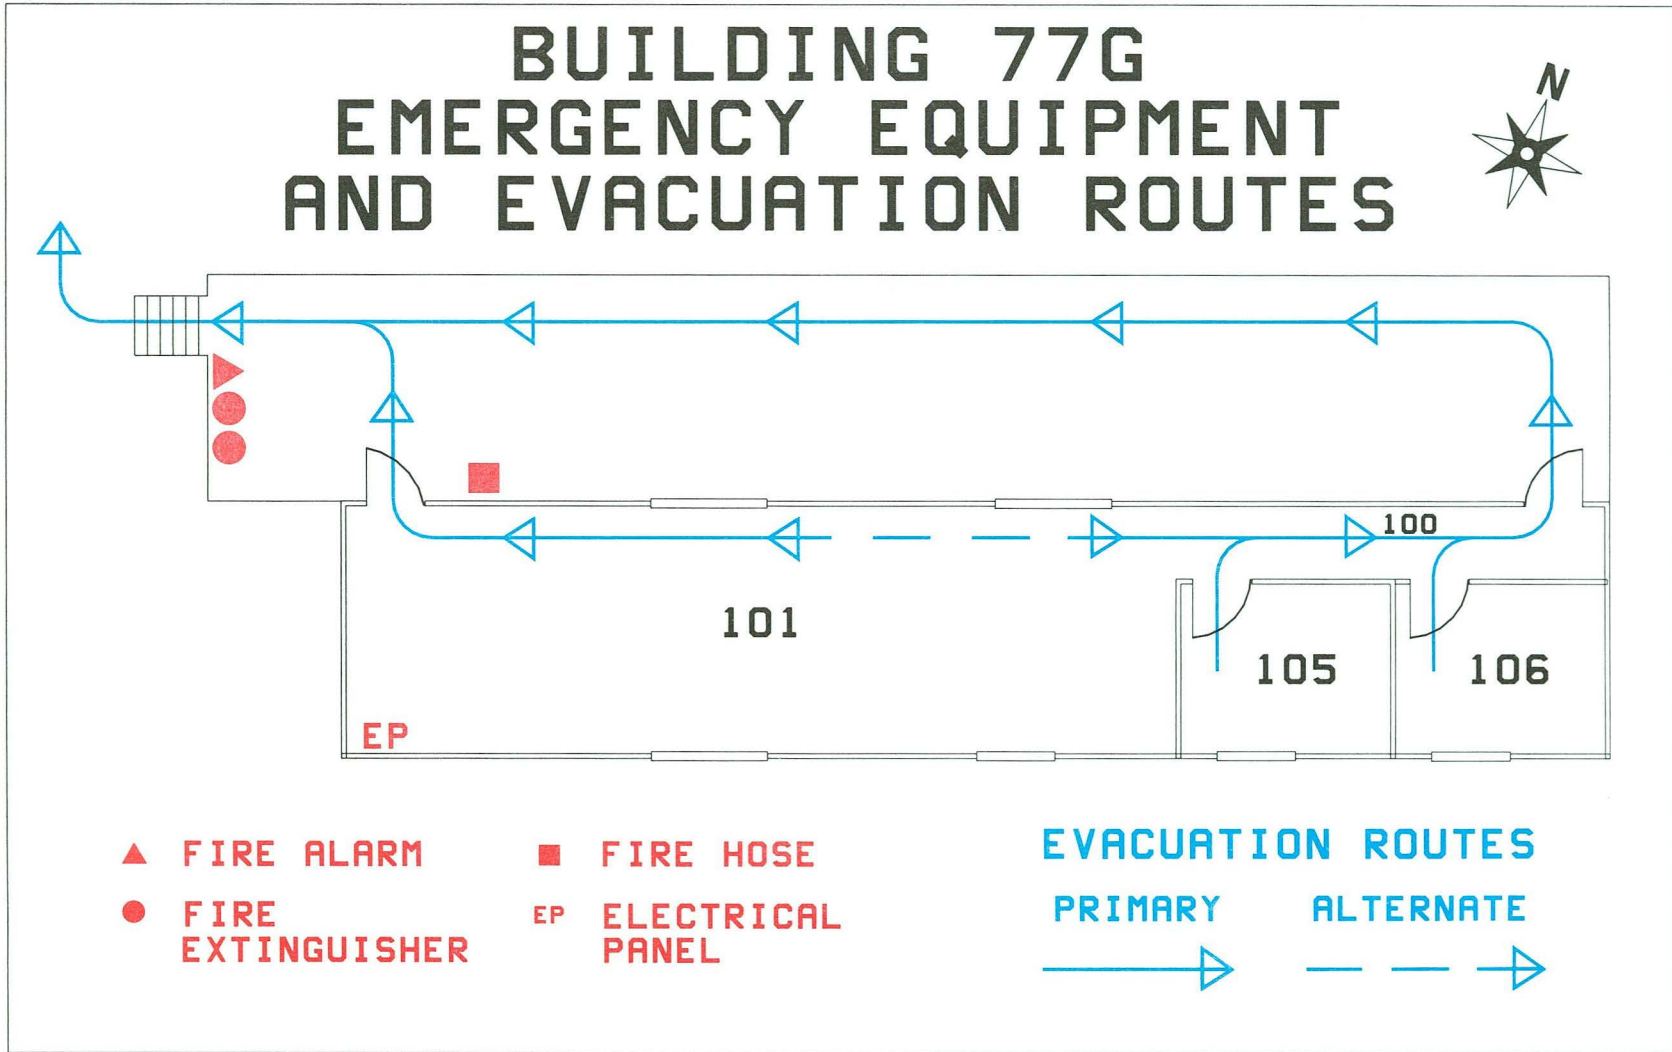 BUILDING 77G
EMERGENCY EQUIPMENT
AND EVACUATION ROUTES
N
100
101
105
106
EP
FIRE ALARM
FIRE
EXTINGUISHER
FIRE HOSE
EP ELECTRICAL
PANEL
EVACUATION ROUTES
PRIMARY ALTERNATE